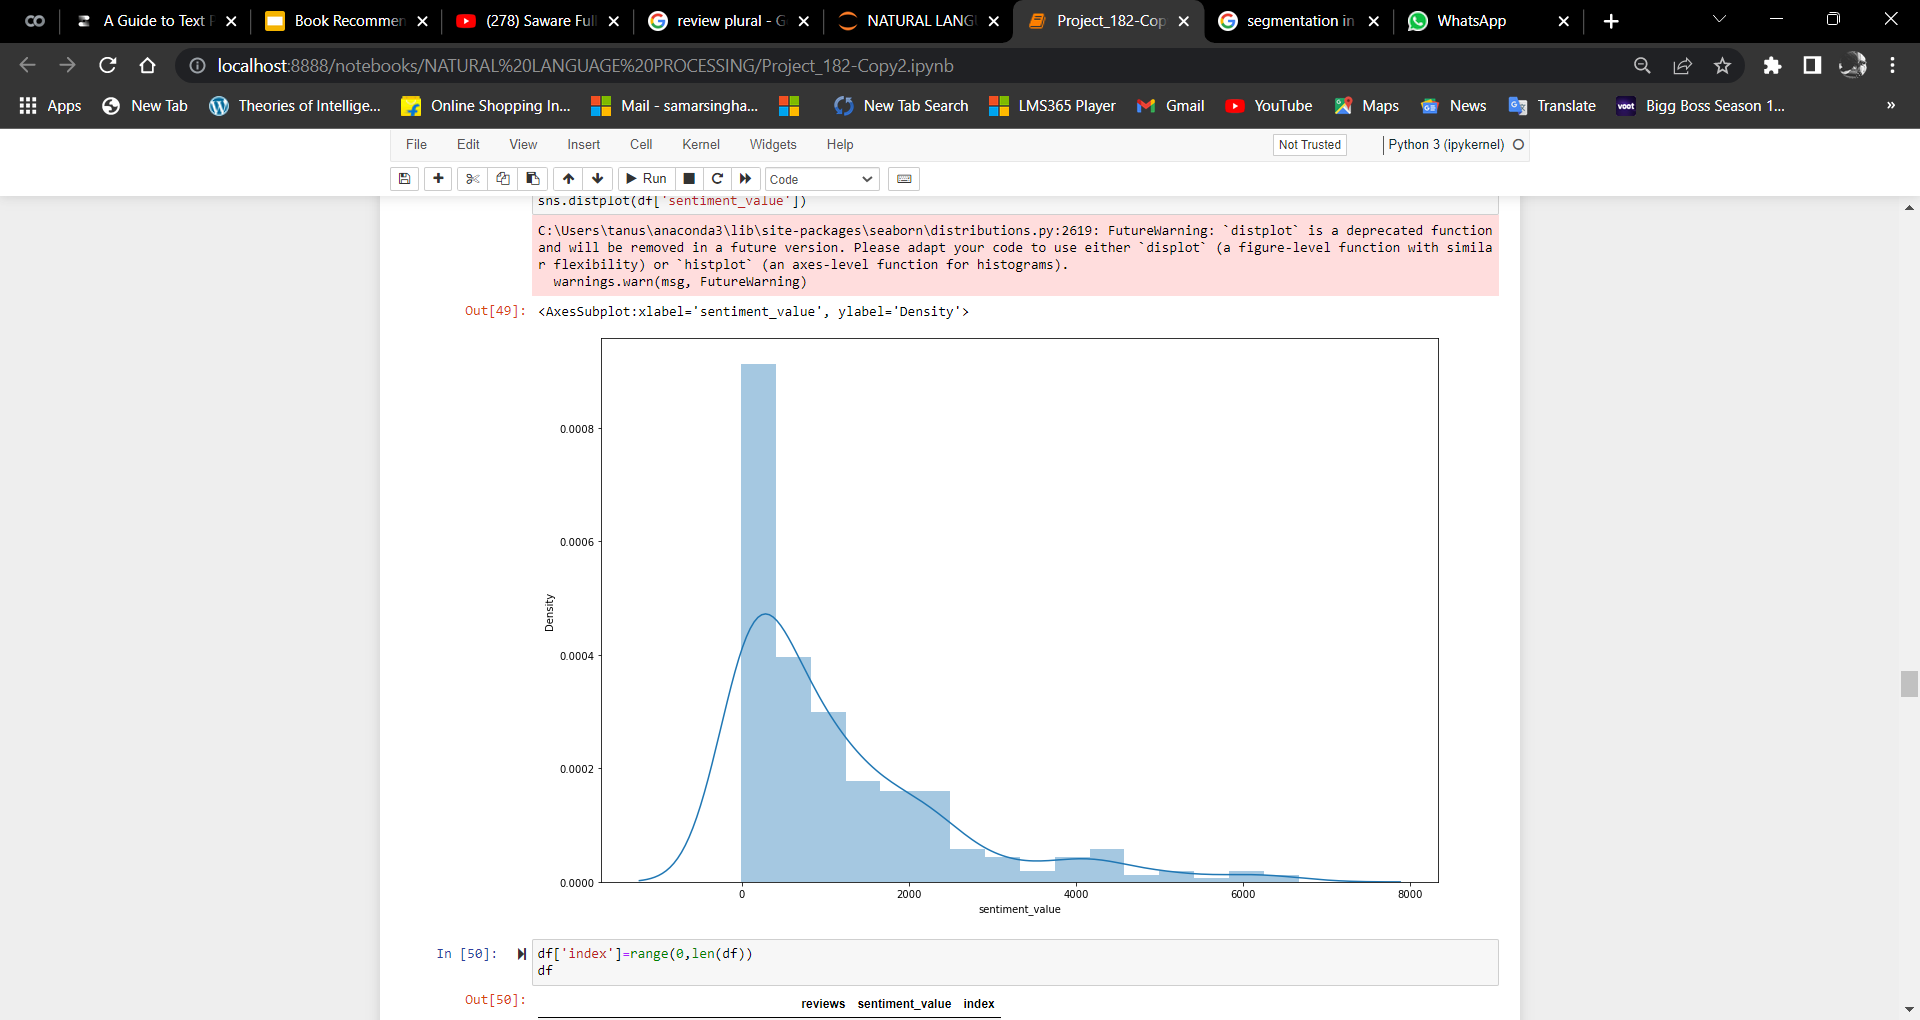 A Guide to Text P
Book Recommen
(278) Saware Full
review plural - G
NATURAL LANGU
Project_182-Cop
segmentation in
WhatsApp
localhost:8888/notebooks/NATURAL%20LANGUAGE%20PROCESSING/Project_182-Copy2.ipynb
Apps New Tab Theories of Intellige... Online Shopping In... Mail - samarsingha... New Tab Search LMS365 Player Gmail YouTube Maps News Translate voot Bigg Boss Season 1... »
File Edit View Insert Cell Kernel Widgets Help Not Trusted Python 3 (ipykernel)
Run Code
sns.distplot(df['sentiment_value'])
C:\Users\tanus\anaconda3\lib\site-packages\seaborn\distributions.py:2619: FutureWarning: `distplot` is a deprecated function
and will be removed in a future version. Please adapt your code to use either `displot` (a figure-level function with simila
r flexibility) or `histplot` (an axes-level function for histograms).
warnings.warn(msg, FutureWarning)
Out[49]: <AxesSubplot:xlabel='sentiment_value', ylabel='Density'>
0.0008
0.0006
Density
0.0004
0.0002
0.0000
0 2000 4000 6000 8000
sentiment_value
In [50]: df['index']=range(0,len(df))
df
Out[50]:
reviews sentiment_value index